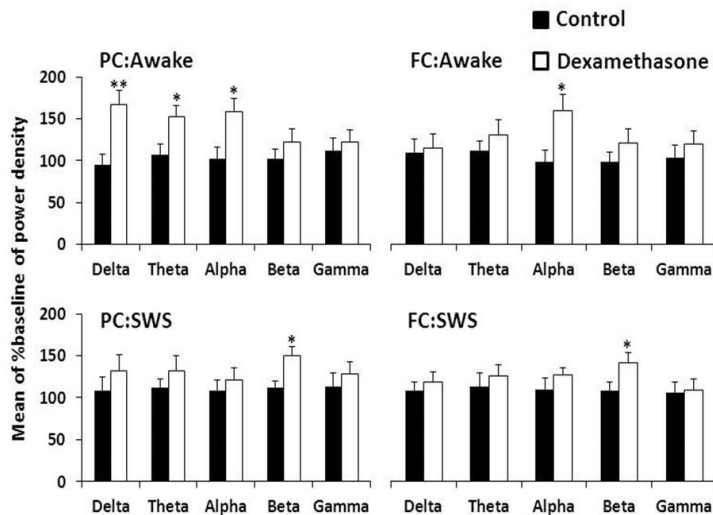 Control
Dexamethasone
PC:Awake
FC:Awake
Mean of %baseline of power density
200
150
100
50
0
** * * *
Delta Theta Alpha Beta Gamma Delta Theta Alpha Beta Gamma
PC:SWS
FC:SWS
200
150
100
50
0
* *
Delta Theta Alpha Beta Gamma Delta Theta Alpha Beta Gamma